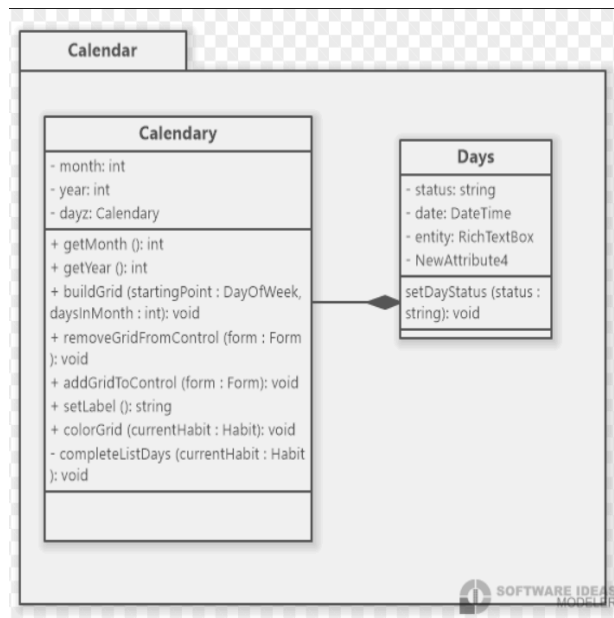 Calendar
Calendary
- month: int
- year: int
- dayz: Calendary
+ getMonth (): int
+ getYear (): int
+ buildGrid (startingPoint : DayOfWeek,
daysInMonth : int): void
+ removeGridFromControl (form : Form
): void
+ addGridToControl (form : Form): void
+ setLabel (): string
+ colorGrid (currentHabit : Habit): void
- completeListDays (currentHabit : Habit
): void
Days
- status: string
- date: DateTime
- entity: RichTextBox
- NewAttribute4
setDayStatus (status :
string): void
SOFTWARE IDEAS
MODELER